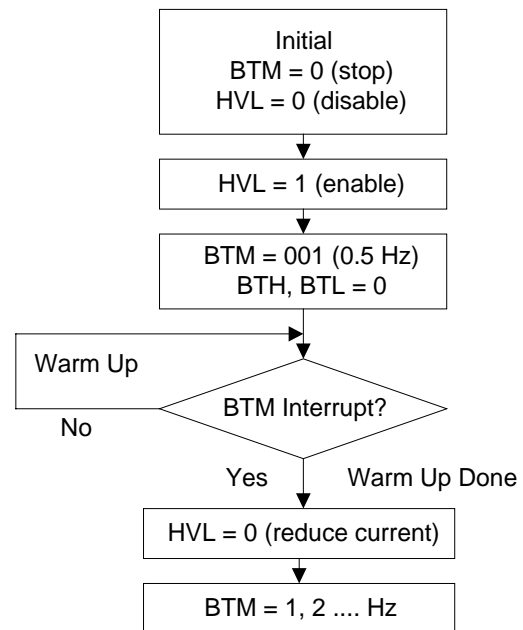 Initial
BTM = 0 (stop)
HVL = 0 (disable)
HVL = 1 (enable)
BTM = 001 (0.5 Hz)
BTH, BTL = 0
Warm Up
BTM Interrupt?
No
Yes
Warm Up Done
HVL = 0 (reduce current)
BTM = 1, 2 .... Hz